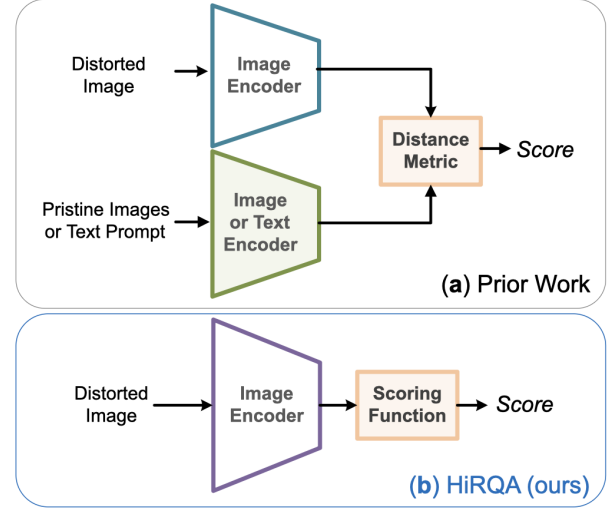 Distorted
Image
Image
Encoder
Distance
Metric
Score
Pristine Images
or Text Prompt
Image
or Text
Encoder
(a) Prior Work
Distorted
Image
Image
Encoder
Scoring
Function
Score
(b) HiRQA (ours)